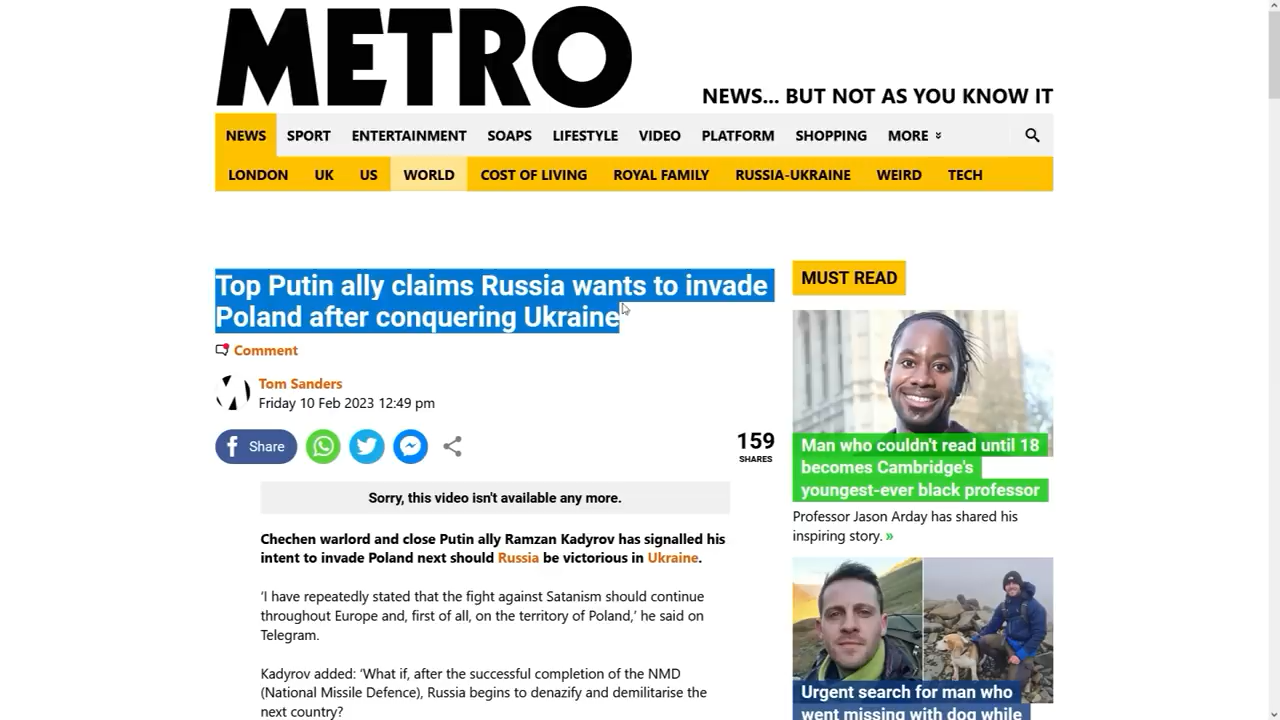 METRO
NEWS... BUT NOT AS YOU KNOW IT
NEWS SPORT ENTERTAINMENT SOAPS LIFESTYLE VIDEO PLATFORM SHOPPING MORE
LONDON UK US WORLD COST OF LIVING ROYAL FAMILY RUSSIA-UKRAINE WEIRD TECH
Top Putin ally claims Russia wants to invade
Poland after conquering Ukraine
Comment
Tom Sanders
Friday 10 Feb 2023 12:49 pm
Share
159
SHARES
Sorry, this video isn't available any more.
Chechen warlord and close Putin ally Ramzan Kadyrov has signalled his
intent to invade Poland next should Russia be victorious in Ukraine.
‘I have repeatedly stated that the fight against Satanism should continue
throughout Europe and, first of all, on the territory of Poland,’ he said on
Telegram.
Kadyrov added: ‘What if, after the successful completion of the NMD
(National Missile Defence), Russia begins to denazify and demilitarise the
next country?
MUST READ
Man who couldn't read until 18
becomes Cambridge's
youngest-ever black professor
Professor Jason Arday has shared his
inspiring story. »
Urgent search for man who
went missing with dog while